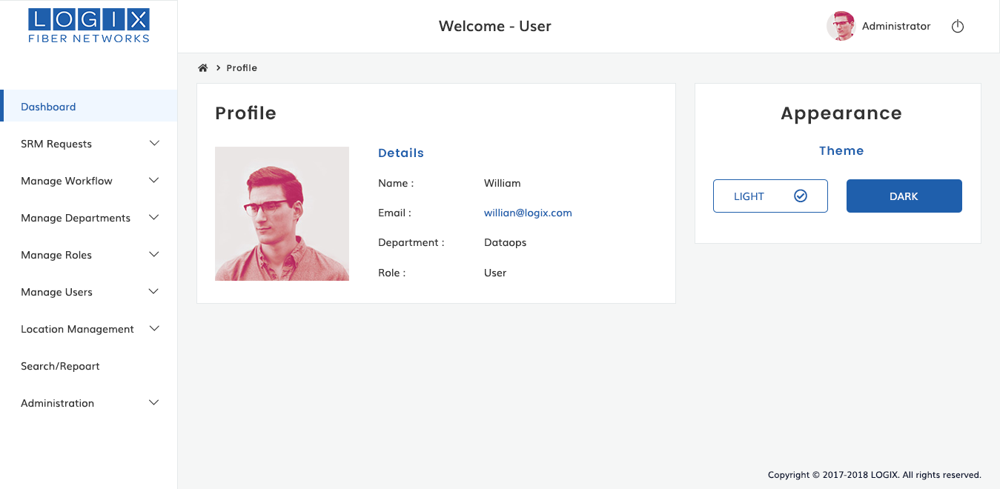 LOGIX
FIBER NETWORKS
Welcome - User
Administrator
Profile
Dashboard
SRM Requests
Manage Workflow
Manage Departments
Manage Roles
Manage Users
Location Management
Search/Repoart
Administration
Profile
Details
Name : William
Email : willian@logix.com
Department : Dataops
Role : User
Appearance
Theme
LIGHT DARK
Copyright © 2017-2018 LOGIX. All rights reserved.